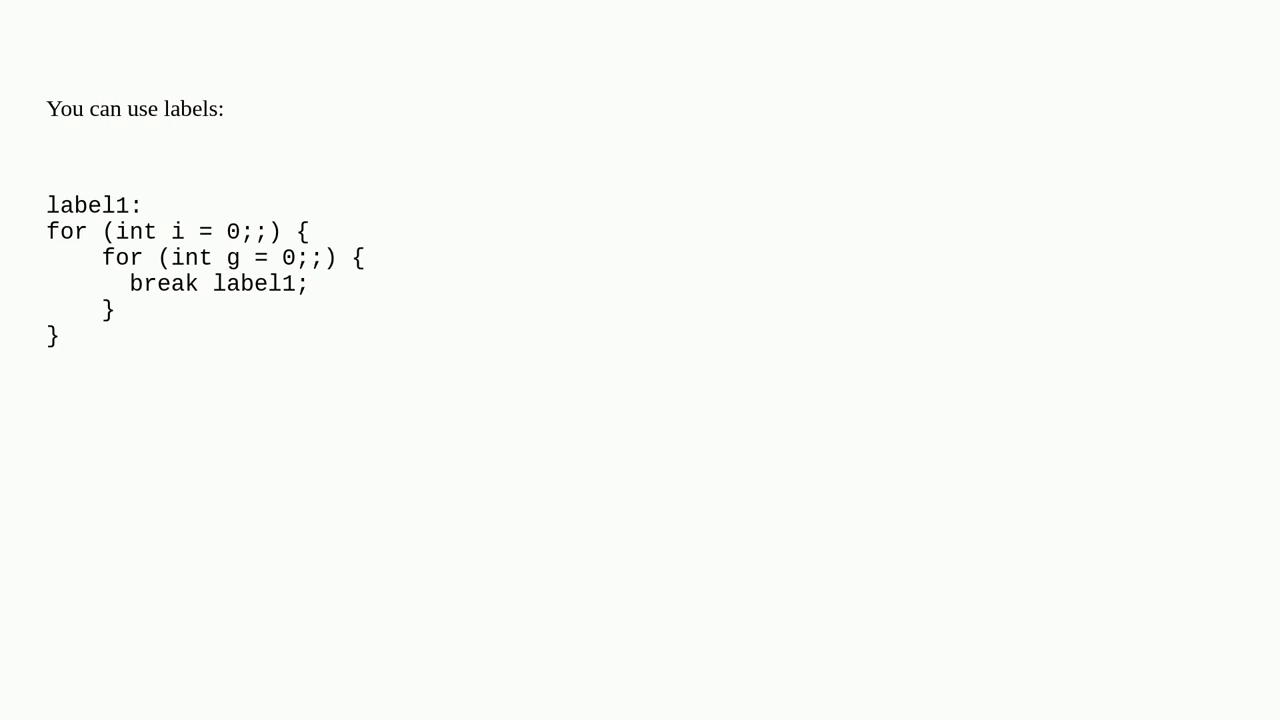 You can use labels:
label1:
for (int i = 0;;) {
    for (int g = 0;;) {
      break label1;
    }
}